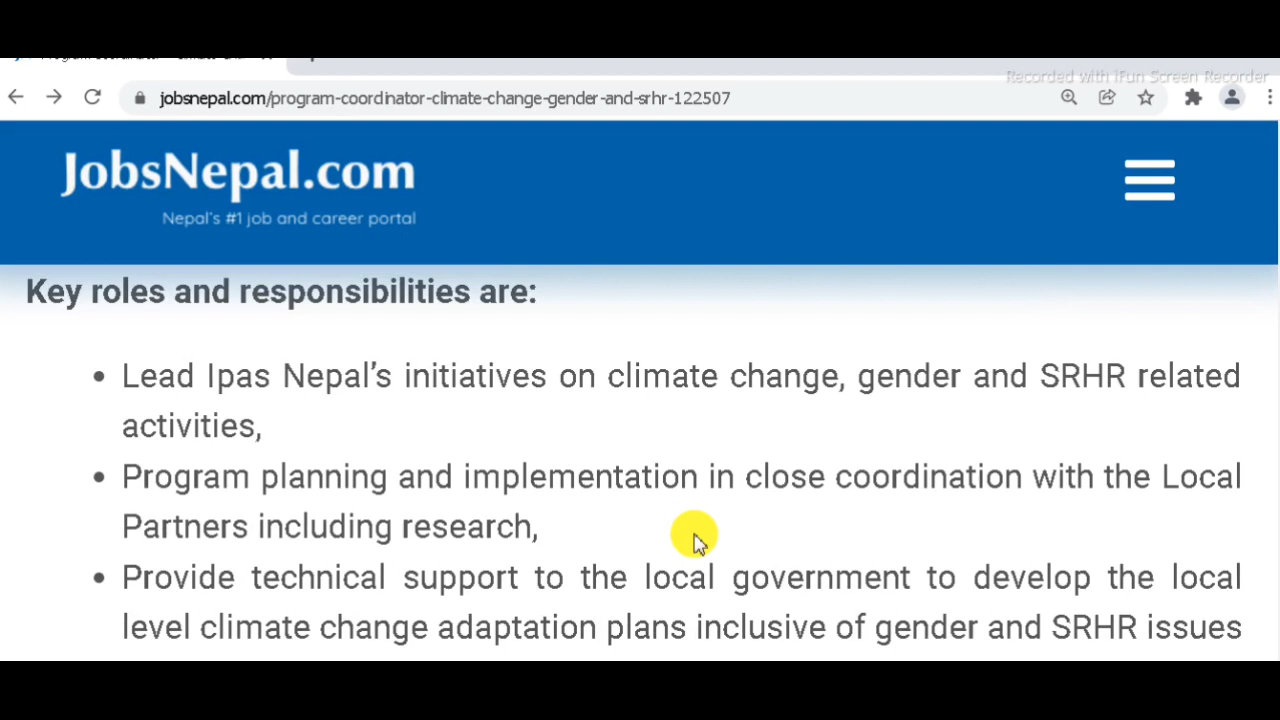 Recorded with iFun Screen Recorder
jobsnepal.com/program-coordinator-climate-change-gender-and-srhr-122507
JobsNepal.com
Nepal's #1 job and career portal
Key roles and responsibilities are:
• Lead Ipas Nepal’s initiatives on climate change, gender and SRHR related
activities,
• Program planning and implementation in close coordination with the Local
Partners including research,
• Provide technical support to the local government to develop the local
level climate change adaptation plans inclusive of gender and SRHR issues